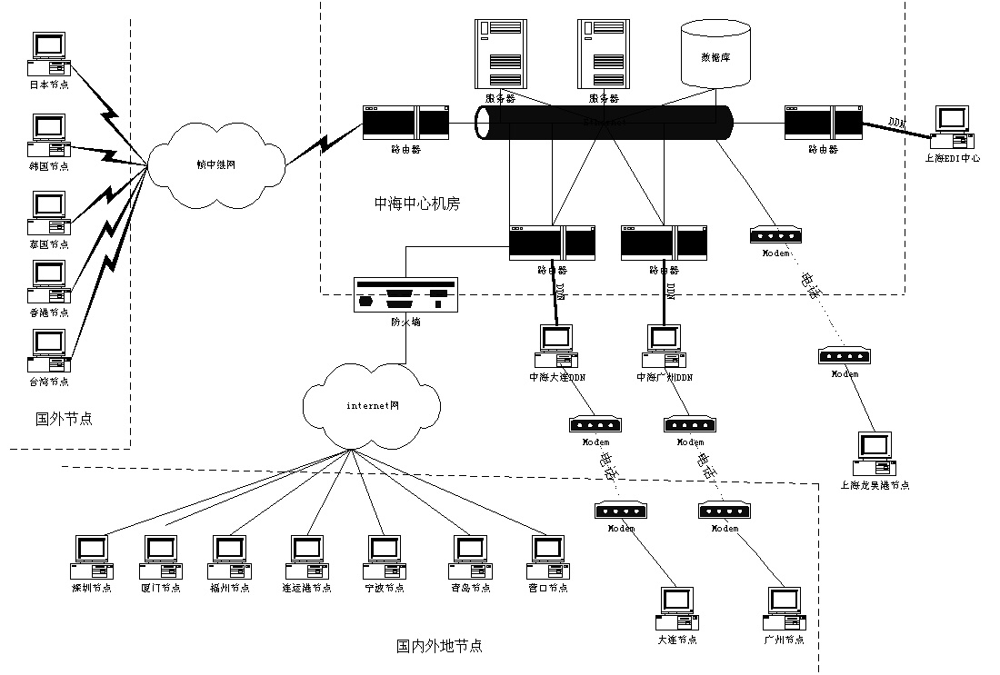 日本节点
韩国节点
泰国节点
香港节点
台湾节点
国外节点
帧中继网
服务器
服务器
数据库
Ethernet
路由器
路由器
DDN
上海EDI中心
中海中心机房
路由器
路由器
Modem
电话
DDN
DDN
防火墙
中海大连DDN
中海广州DDN
Modem
internet网
Modem
Modem
电话
电话
上海龙吴港节点
Modem
Modem
深圳节点
厦门节点
福州节点
连运港节点
宁波节点
青岛节点
营口节点
大连节点
广州节点
国内外地节点